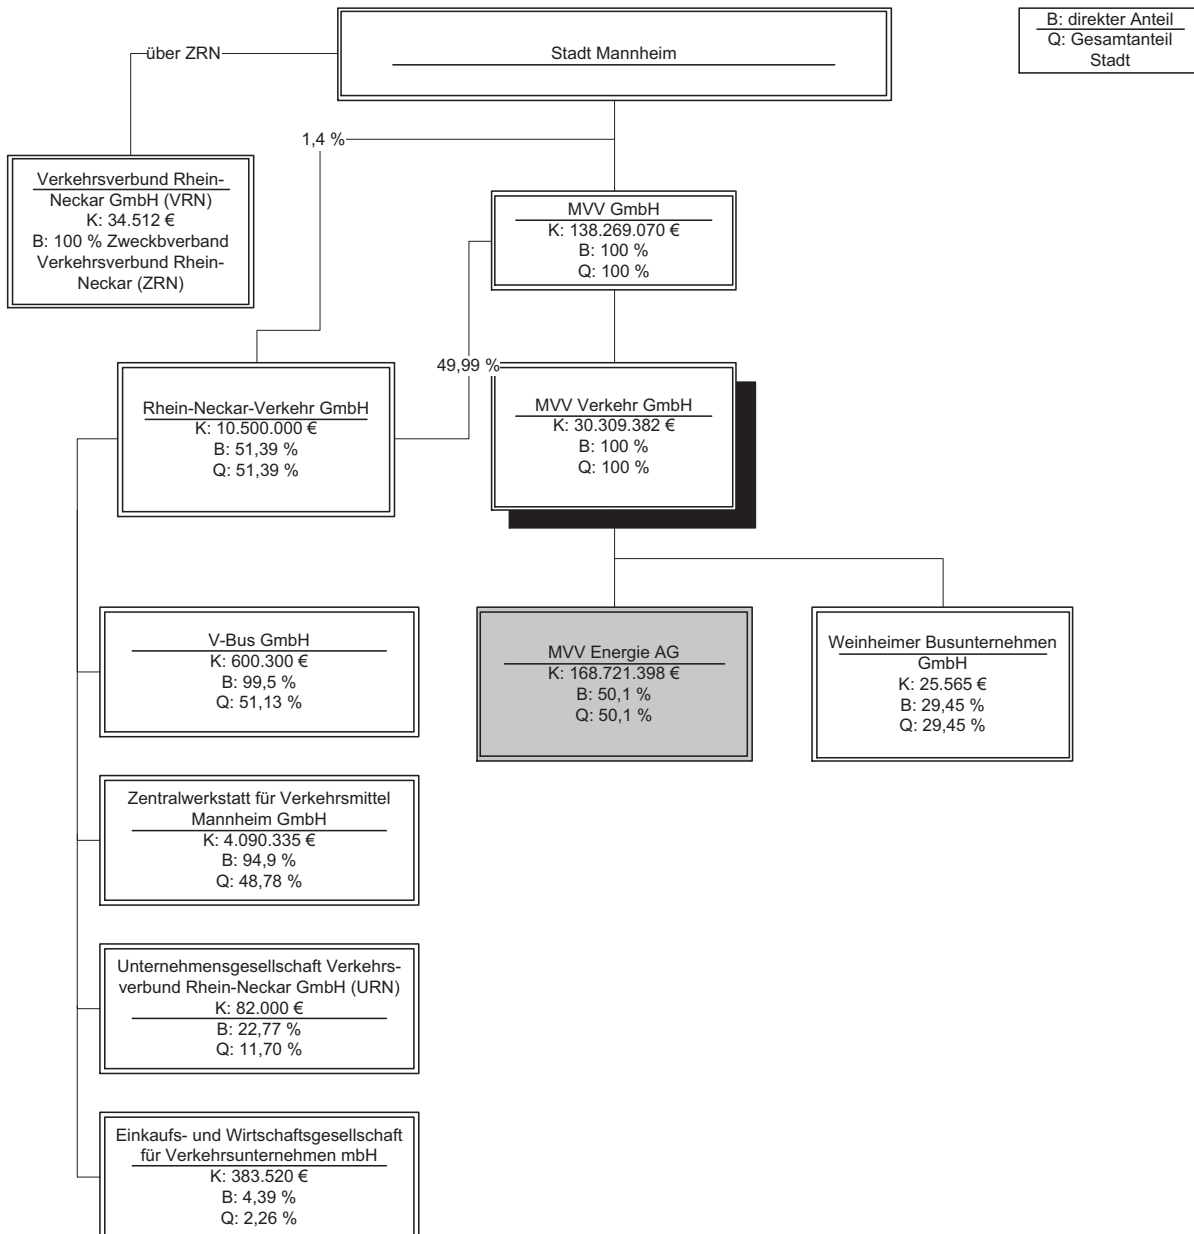 B: direkter Anteil
Q: Gesamtanteil
Stadt
Stadt Mannheim
über ZRN
1,4 %
Verkehrsverbund Rhein-
Neckar GmbH (VRN)
K: 34.512 €
B: 100 % Zweckbverband
Verkehrsverbund Rhein-
Neckar (ZRN)
MVV GmbH
K: 138.269.070 €
B: 100 %
Q: 100 %
49,99 %
Rhein-Neckar-Verkehr GmbH
K: 10.500.000 €
B: 51,39 %
Q: 51,39 %
MVV Verkehr GmbH
K: 30.309.382 €
B: 100 %
Q: 100 %
V-Bus GmbH
K: 600.300 €
B: 99,5 %
Q: 51,13 %
MVV Energie AG
K: 168.721.398 €
B: 50,1 %
Q: 50,1 %
Weinheimer Busunternehmen
GmbH
K: 25.565 €
B: 29,45 %
Q: 29,45 %
Zentralwerkstatt für Verkehrsmittel
Mannheim GmbH
K: 4.090.335 €
B: 94,9 %
Q: 48,78 %
Unternehmensgesellschaft Verkehrs-
verbund Rhein-Neckar GmbH (URN)
K: 82.000 €
B: 22,77 %
Q: 11,70 %
Einkaufs- und Wirtschaftsgesellschaft
für Verkehrsunternehmen mbH
K: 383.520 €
B: 4,39 %
Q: 2,26 %